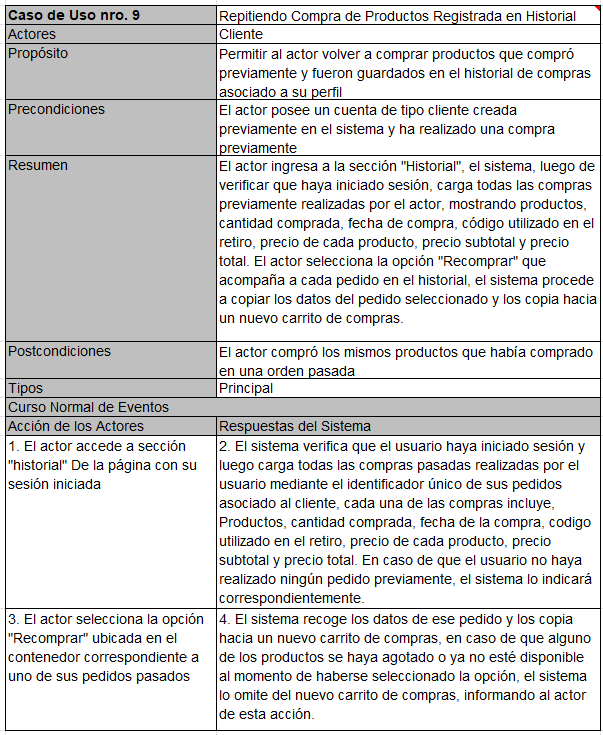 Caso de Uso nro. 9
Repitiendo Compra de Productos Registrada en Historial
Actores
Cliente
Propósito
Permitir al actor volver a comprar productos que compró
previamente y fueron guardados en el historial de compras
asociado a su perfil
Precondiciones
El actor posee un cuenta de tipo cliente creada
previamente en el sistema y ha realizado una compra
previamente
Resumen
El actor ingresa a la sección "Historial", el sistema, luego de
verificar que haya iniciado sesión, carga todas las compras
previamente realizadas por el actor, mostrando productos,
cantidad comprada, fecha de compra, código utilizado en el
retiro, precio de cada producto, precio subtotal y precio
total. El actor selecciona la opción "Recomprar" que
acompaña a cada pedido en el historial, el sistema procede
a copiar los datos del pedido seleccionado y los copia hacia
un nuevo carrito de compras.
Postcondiciones
El actor compró los mismos productos que había comprado
en una orden pasada
Tipos
Principal
Curso Normal de Eventos
Acción de los Actores
Respuestas del Sistema
1. El actor accede a sección
"historial" De la página con su
sesión iniciada
2. El sistema verifica que el usuario haya iniciado sesión y
luego carga todas las compras pasadas realizadas por el
usuario mediante el identificador único de sus pedidos
asociado al cliente, cada una de las compras incluye,
Productos, cantidad comprada, fecha de la compra, codigo
utilizado en el retiro, precio de cada producto, precio
subtotal y precio total. En caso de que el usuario no haya
realizado ningún pedido previamente, el sistema lo indicará
correspondientemente.
3. El actor selecciona la opción
"Recomprar" ubicada en el
contenedor correspondiente a
uno de sus pedidos pasados
4. El sistema recoge los datos de ese pedido y los copia
hacia un nuevo carrito de compras, en caso de que alguno
de los productos se haya agotado o ya no esté disponible
al momento de haberse seleccionado la opción, el sistema
lo omite del nuevo carrito de compras, informando al actor
de esta acción.